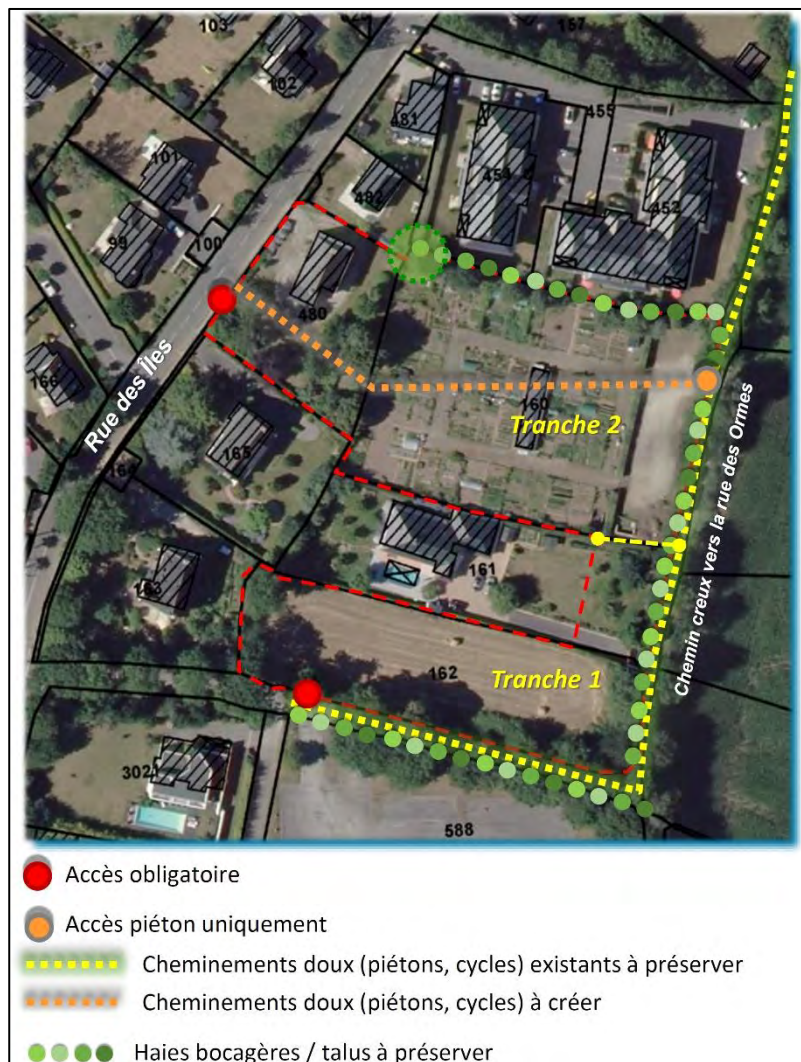 103
157
102
481
455
101
482
451
452
99
100
480
Rue des Îles
166
160
Tranche 2
165
164
161
Chemin creux vers la rue des Ormes
163
162
Tranche 1
302
588
Accès obligatoire
Accès piéton uniquement
Cheminements doux (piétons, cycles) existants à préserver
Cheminements doux (piétons, cycles) à créer
Haies bocagères / talus à préserver